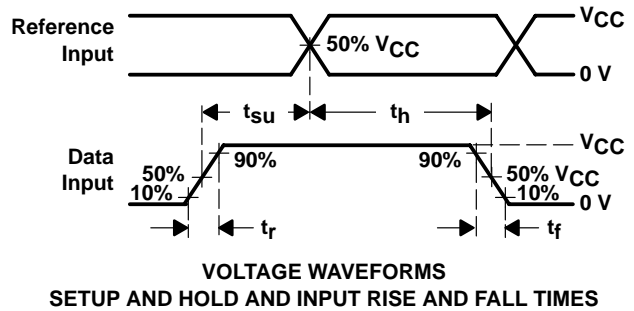 Reference
Input
VCC
50% VCC
0 V
tsu
th
Data
Input
VCC
50%
10%
90%
90%
50% VCC
10%
0 V
tr
tf
VOLTAGE WAVEFORMS
SETUP AND HOLD AND INPUT RISE AND FALL TIMES